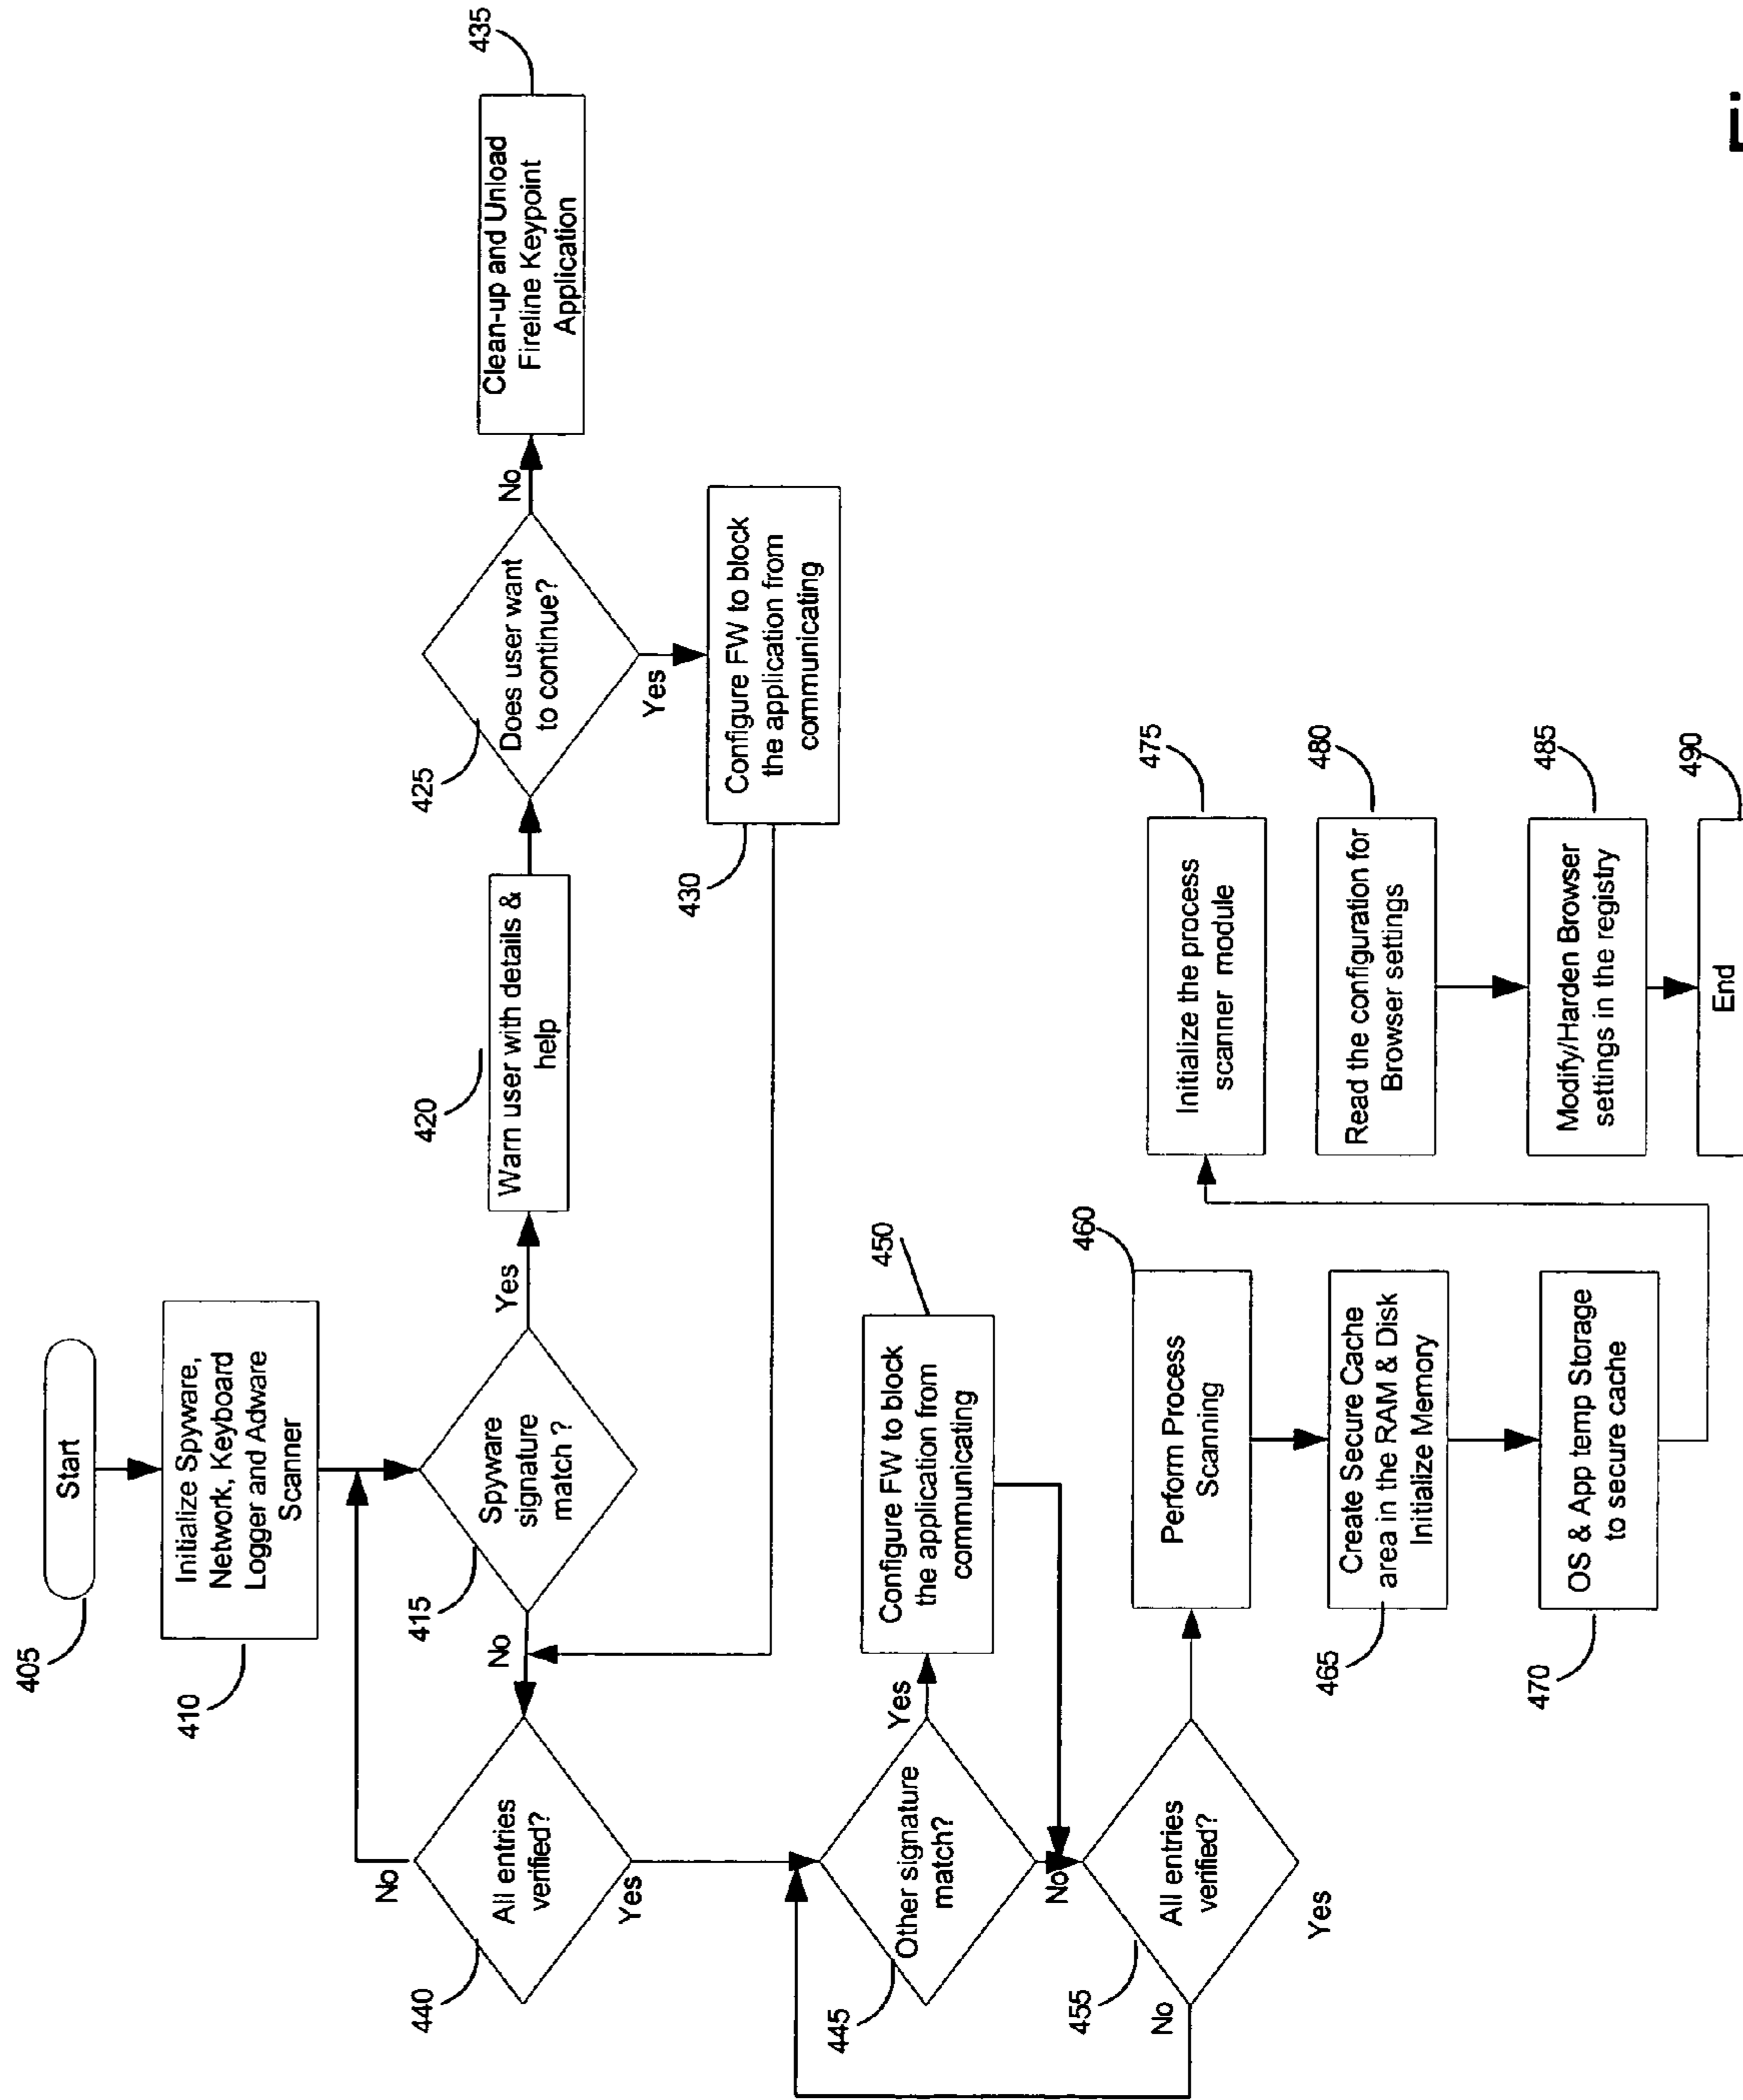 Start
405
Initialize Spyware,
Network, Keyboard
Logger and Adware
Scanner
410
Spyware
signature
match ?
415
Yes
No
Warn user with details &
help
420
Does user want
to continue?
425
No
Yes
Clean-up and Unload
Fireline Keypoint
Application
435
Configure FW to block
the application from
communicating
430
All entries
verified?
440
No
Yes
Other signature
match?
445
Yes
No
Configure FW to block
the application from
communicating
450
All entries
verified?
455
No
Yes
Perform Process
Scanning
460
Create Secure Cache
area in the RAM & Disk
Initialize Memory
465
OS & App temp Storage
to secure cache
470
Initialize the process
scanner module
475
Read the configuration for
Browser settings
480
Modify/Harden Browser
settings in the registry
485
End
490